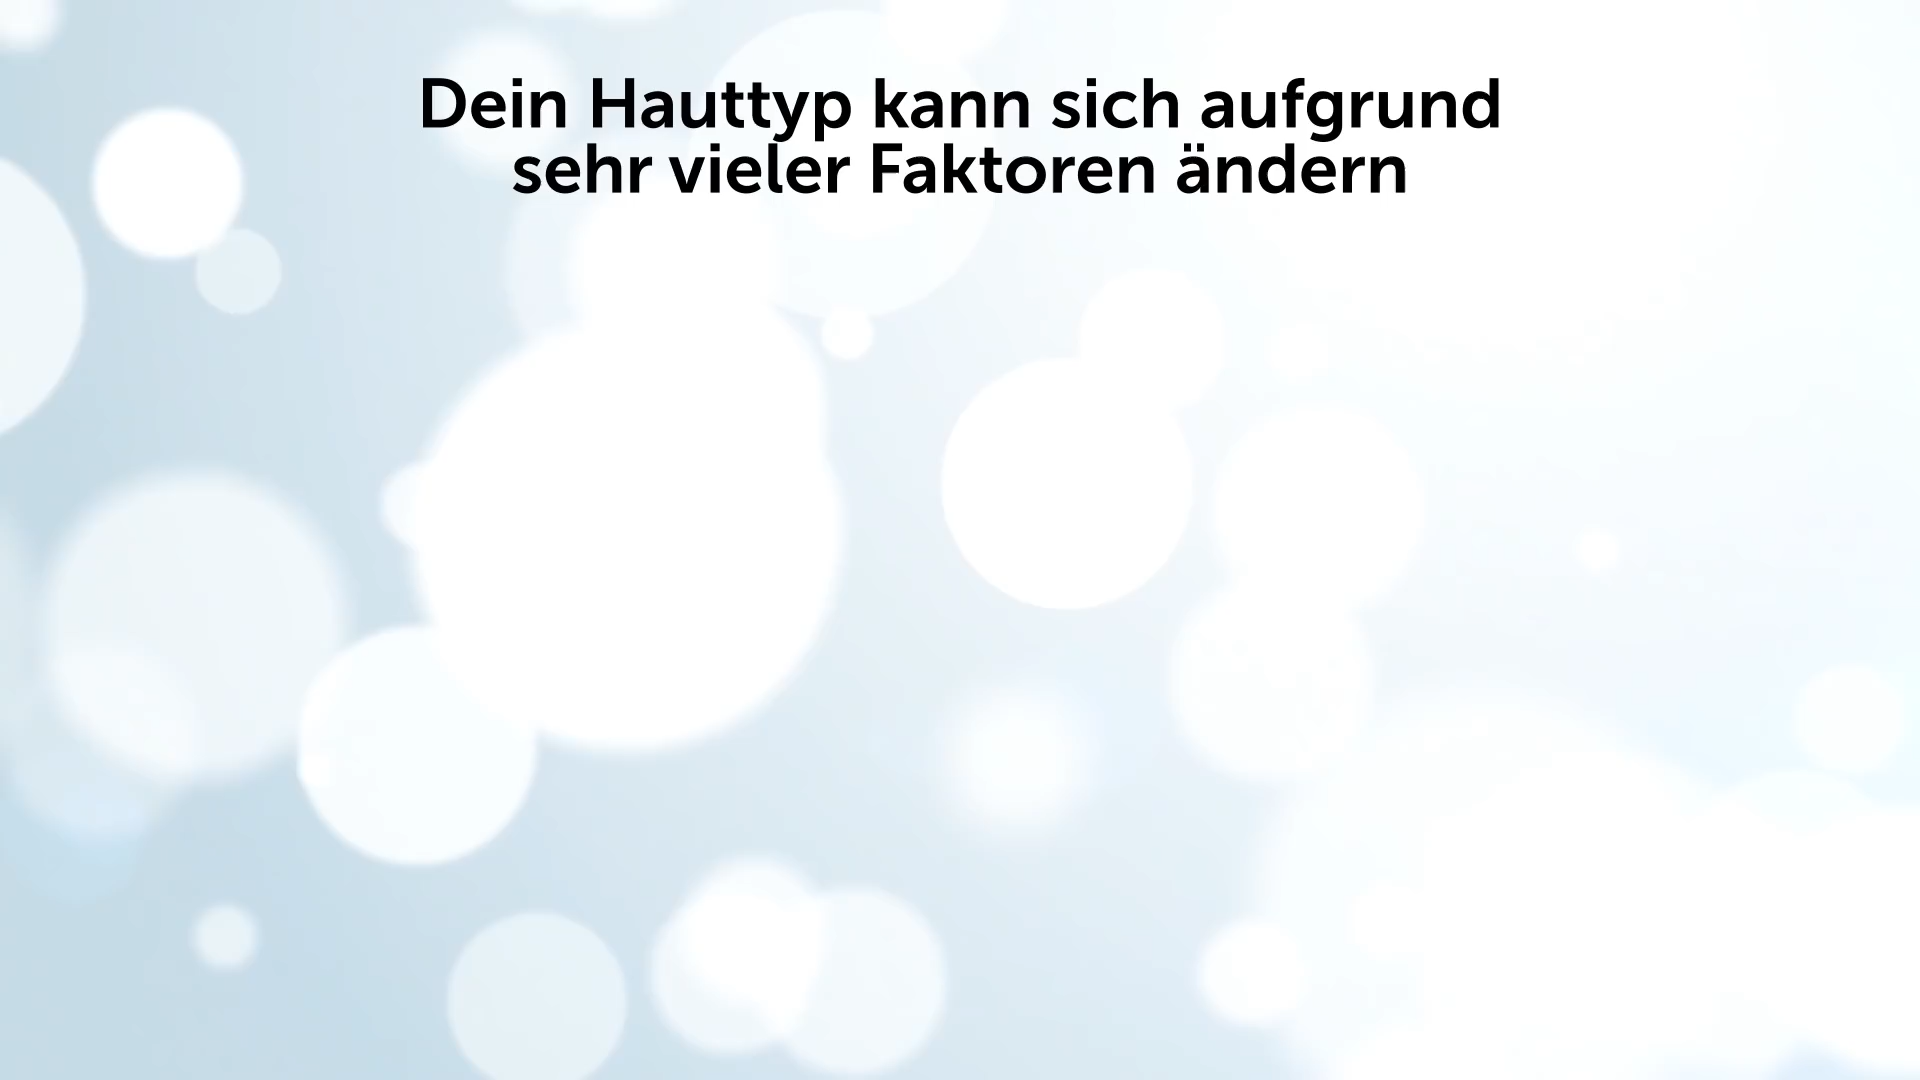 Dein Hauttyp kann sich aufgrund
sehr vieler Faktoren ändern